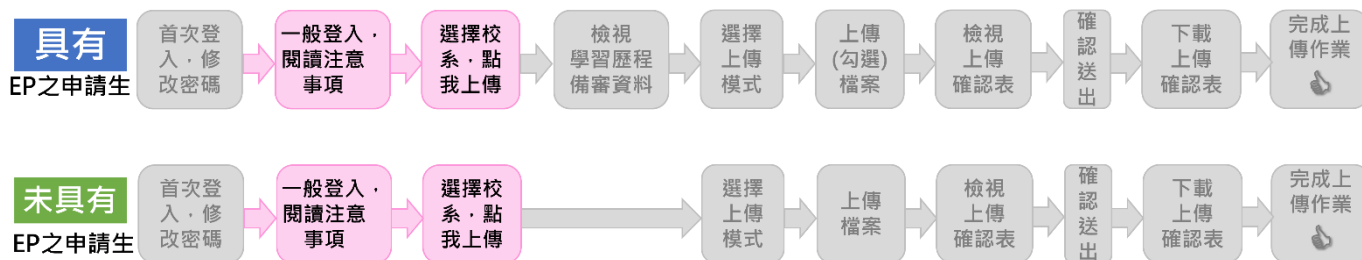 具有
EP之申請生
首次登
入，修
改密碼
一般登入，
閱讀注意
事項
選擇校
系，點
我上傳
檢視
學習歷程
備審資料
選擇
上傳
模式
上傳
(勾選)
檔案
檢視
上傳
確認表
確
認
送
出
下載
上傳
確認表
完成上
傳作業
未具有
EP之申請生
首次登
入，修
改密碼
一般登入，
閱讀注意
事項
選擇校
系，點
我上傳
選擇
上傳
模式
上傳
檔案
檢視
上傳
確認表
確
認
送
出
下載
上傳
確認表
完成上
傳作業